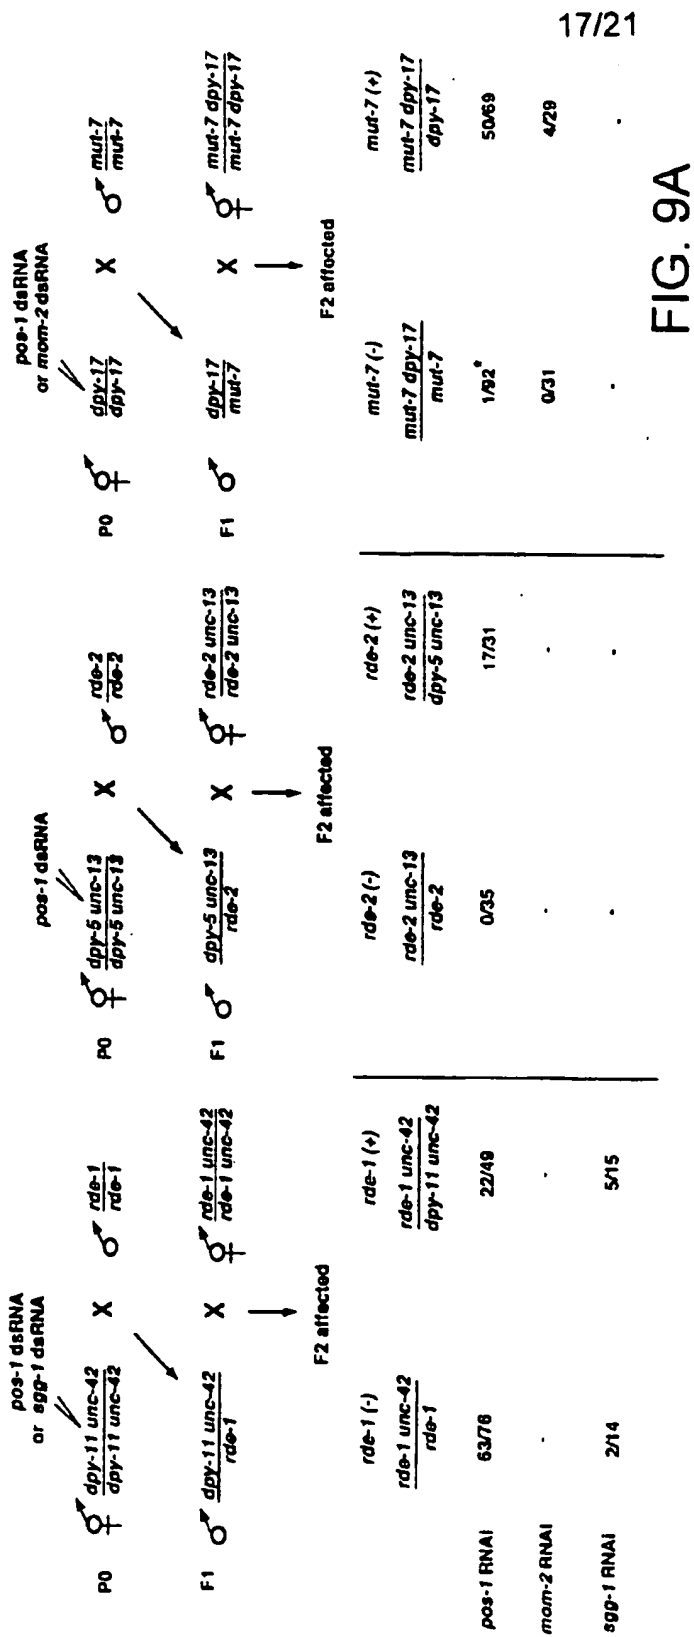 17/21
pos-1 dsRNA
or sgg-1 dsRNA
P0 dpy-11 unc-42 X rde-1
dpy-11 unc-42 rde-1
F1 dpy-11 unc-42 X rde-1 unc-42
rde-1 rde-1 unc-42
F2 affected
rde-1 (-) rde-1 (+)
rde-1 unc-42 rde-1 unc-42
rde-1 dpy-11 unc-42
pos-1 RNAi 63/76 22/49
mom-2 RNAi - -
sgg-1 RNAi 2/14 5/15
pos-1 dsRNA
P0 dpy-5 unc-13 X rde-2
dpy-5 unc-13 rde-2
F1 dpy-5 unc-13 X rde-2 unc-13
rde-2 rde-2 unc-13
F2 affected
rde-2 (-) rde-2 (+)
rde-2 unc-13 rde-2 unc-13
rde-2 dpy-5 unc-13
0/35 17/31
- -
- -
pos-1 dsRNA
or mom-2 dsRNA
P0 dpy-17 X mut-7
dpy-17 mut-7
F1 dpy-17 X mut-7 dpy-17
mut-7 mut-7 dpy-17
F2 affected
mut-7 (-) mut-7 (+)
mut-7 dpy-17 mut-7 dpy-17
mut-7 dpy-17
1/92* 50/69
0/31 4/29
- -
FIG. 9A